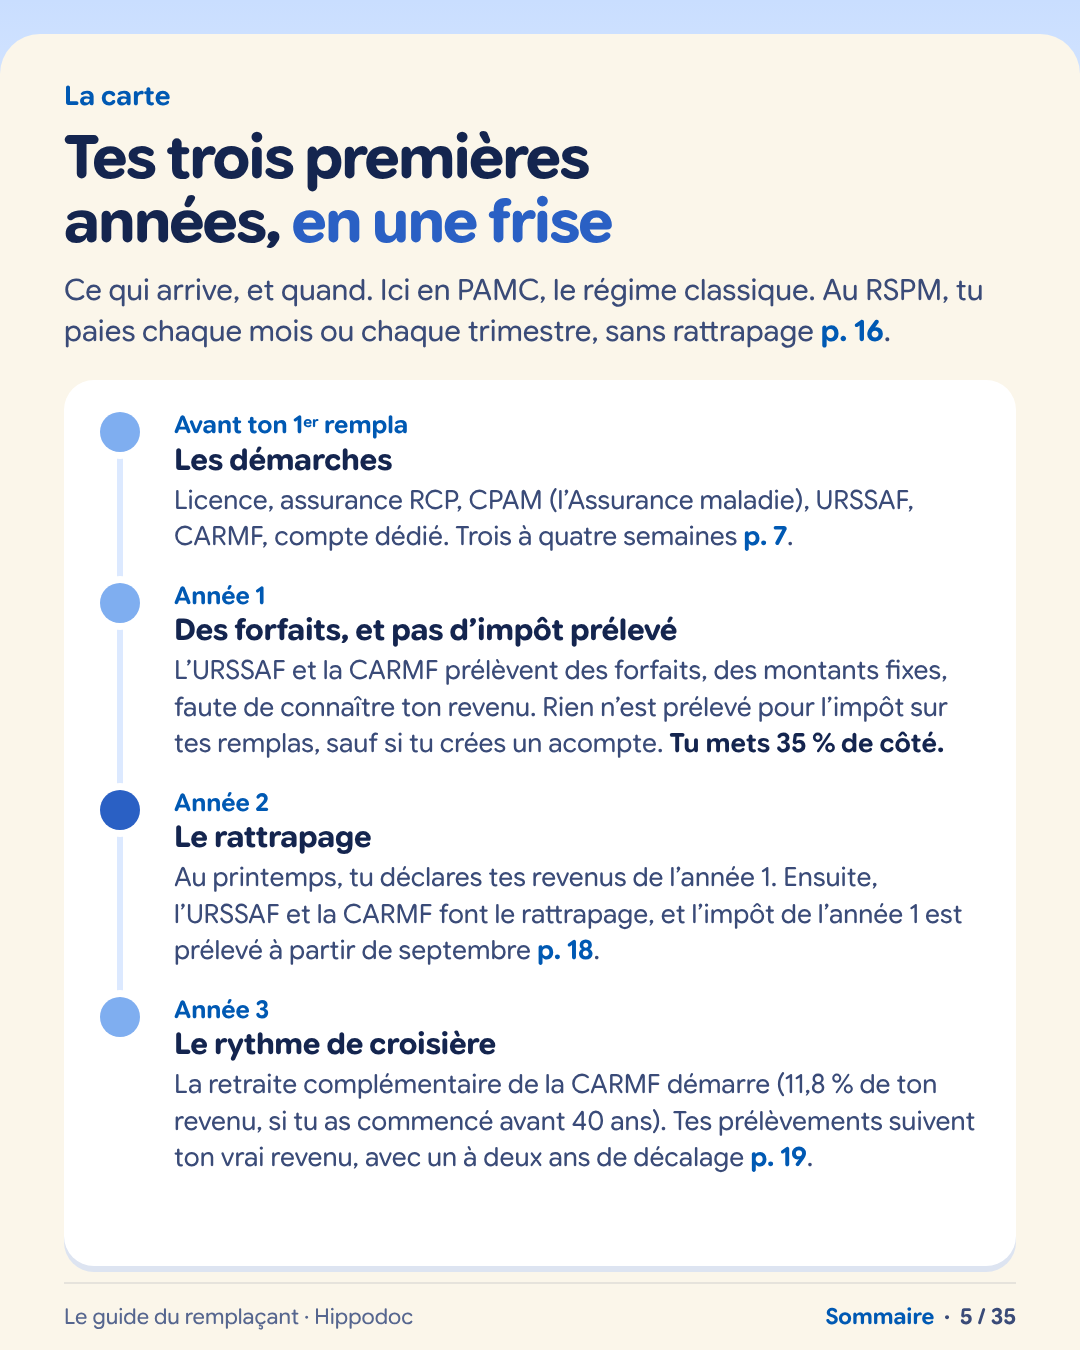 La carte
Tes trois premières
années, en une frise
Ce qui arrive, et quand. Ici en PAMC, le régime classique. Au RSPM, tu
paies chaque mois ou chaque trimestre, sans rattrapage p. 16.
Avant ton 1er rempla
Les démarches
Licence, assurance RCP, CPAM (l’Assurance maladie), URSSAF,
CARMF, compte dédié. Trois à quatre semaines p. 7.
Année 1
Des forfaits, et pas d’impôt prélevé
L’URSSAF et la CARMF prélèvent des forfaits, des montants fixes,
faute de connaître ton revenu. Rien n’est prélevé pour l’impôt sur
tes remplas, sauf si tu crées un acompte. Tu mets 35 % de côté.
Année 2
Le rattrapage
Au printemps, tu déclares tes revenus de l’année 1. Ensuite,
l’URSSAF et la CARMF font le rattrapage, et l’impôt de l’année 1 est
prélevé à partir de septembre p. 18.
Année 3
Le rythme de croisière
La retraite complémentaire de la CARMF démarre (11,8 % de ton
revenu, si tu as commencé avant 40 ans). Tes prélèvements suivent
ton vrai revenu, avec un à deux ans de décalage p. 19.
Le guide du remplaçant · Hippodoc
Sommaire · 5 / 35